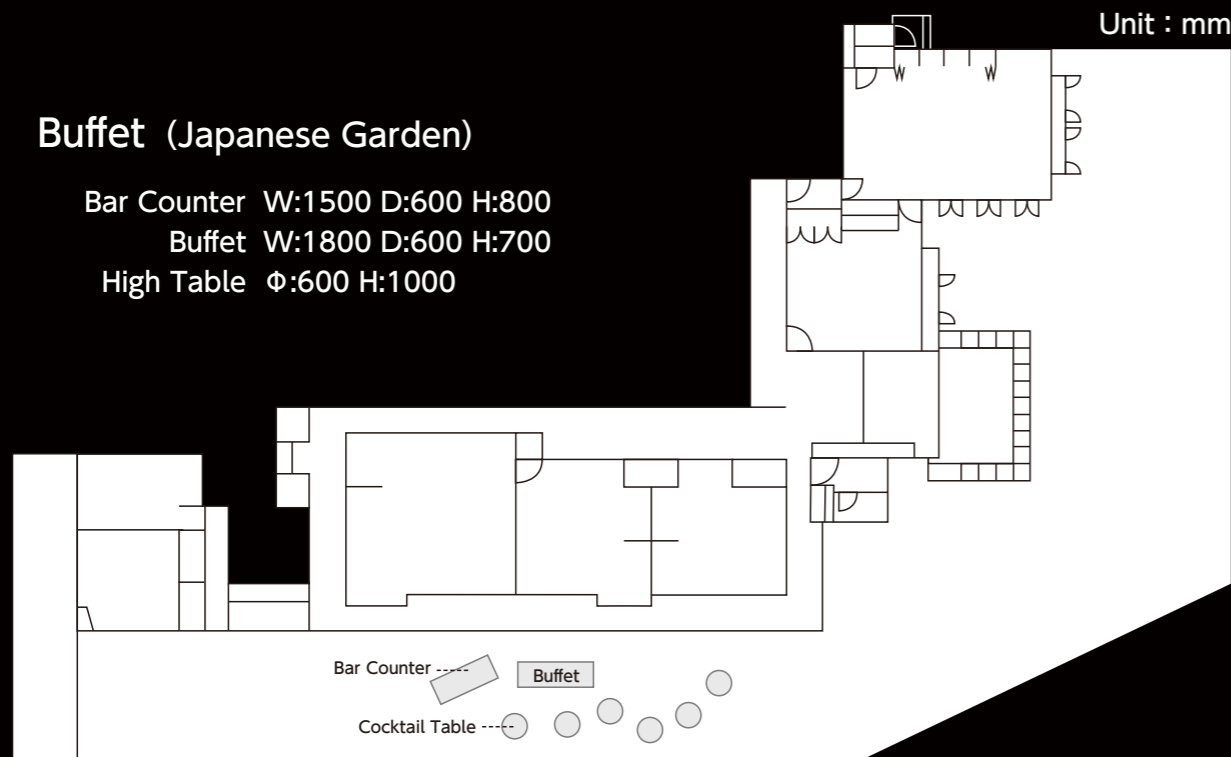 Unit：mm
Buffet（Japanese Garden）
Bar Counter W:1500 D:600 H:800
Buffet W:1800 D:600 H:700
High Table Φ:600 H:1000
Bar Counter
Buffet
Cocktail Table